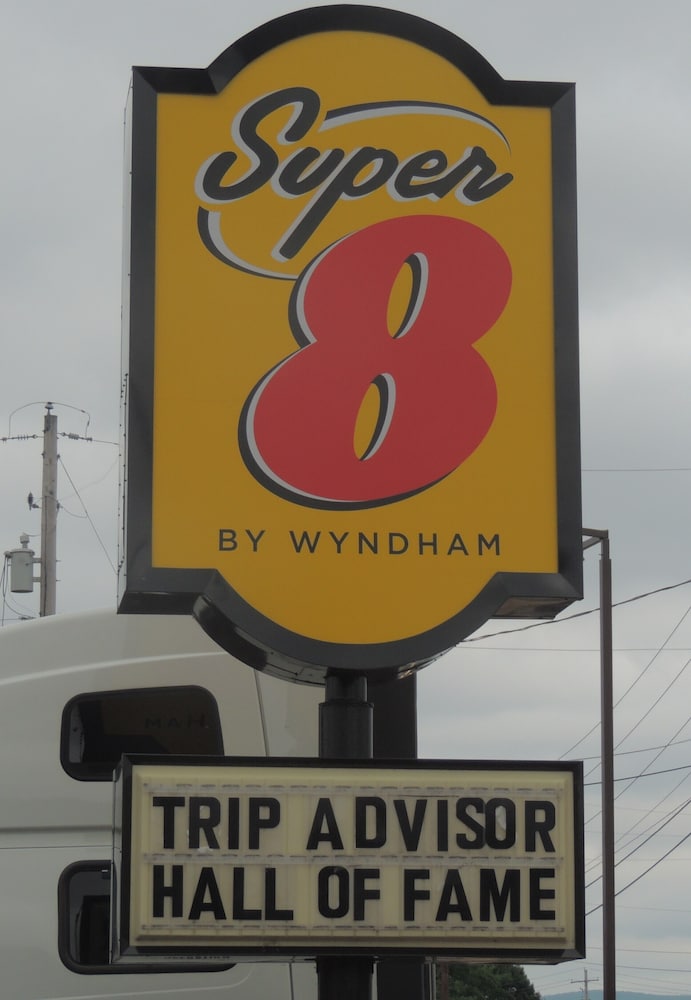 Super
8
BY WYNDHAM
TRIP ADVISOR
HALL OF FAME